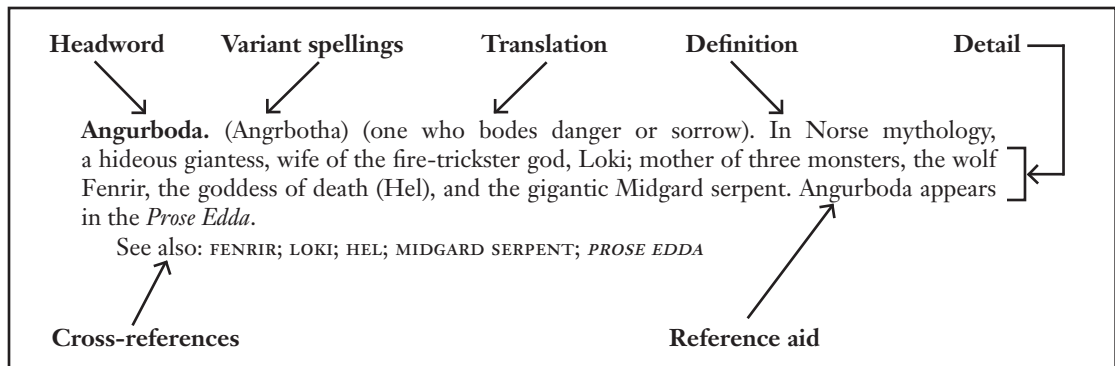 Headword Variant spellings Translation Definition Detail
Angurboda. (Angrbotha) (one who bodes danger or sorrow). In Norse mythology,
a hideous giantess, wife of the fire-trickster god, Loki; mother of three monsters, the wolf
Fenrir, the goddess of death (Hel), and the gigantic Midgard serpent. Angurboda appears
in the Prose Edda.
See also: FENRIR; LOKI; HEL; MIDGARD SERPENT; PROSE EDDA
Cross-references Reference aid